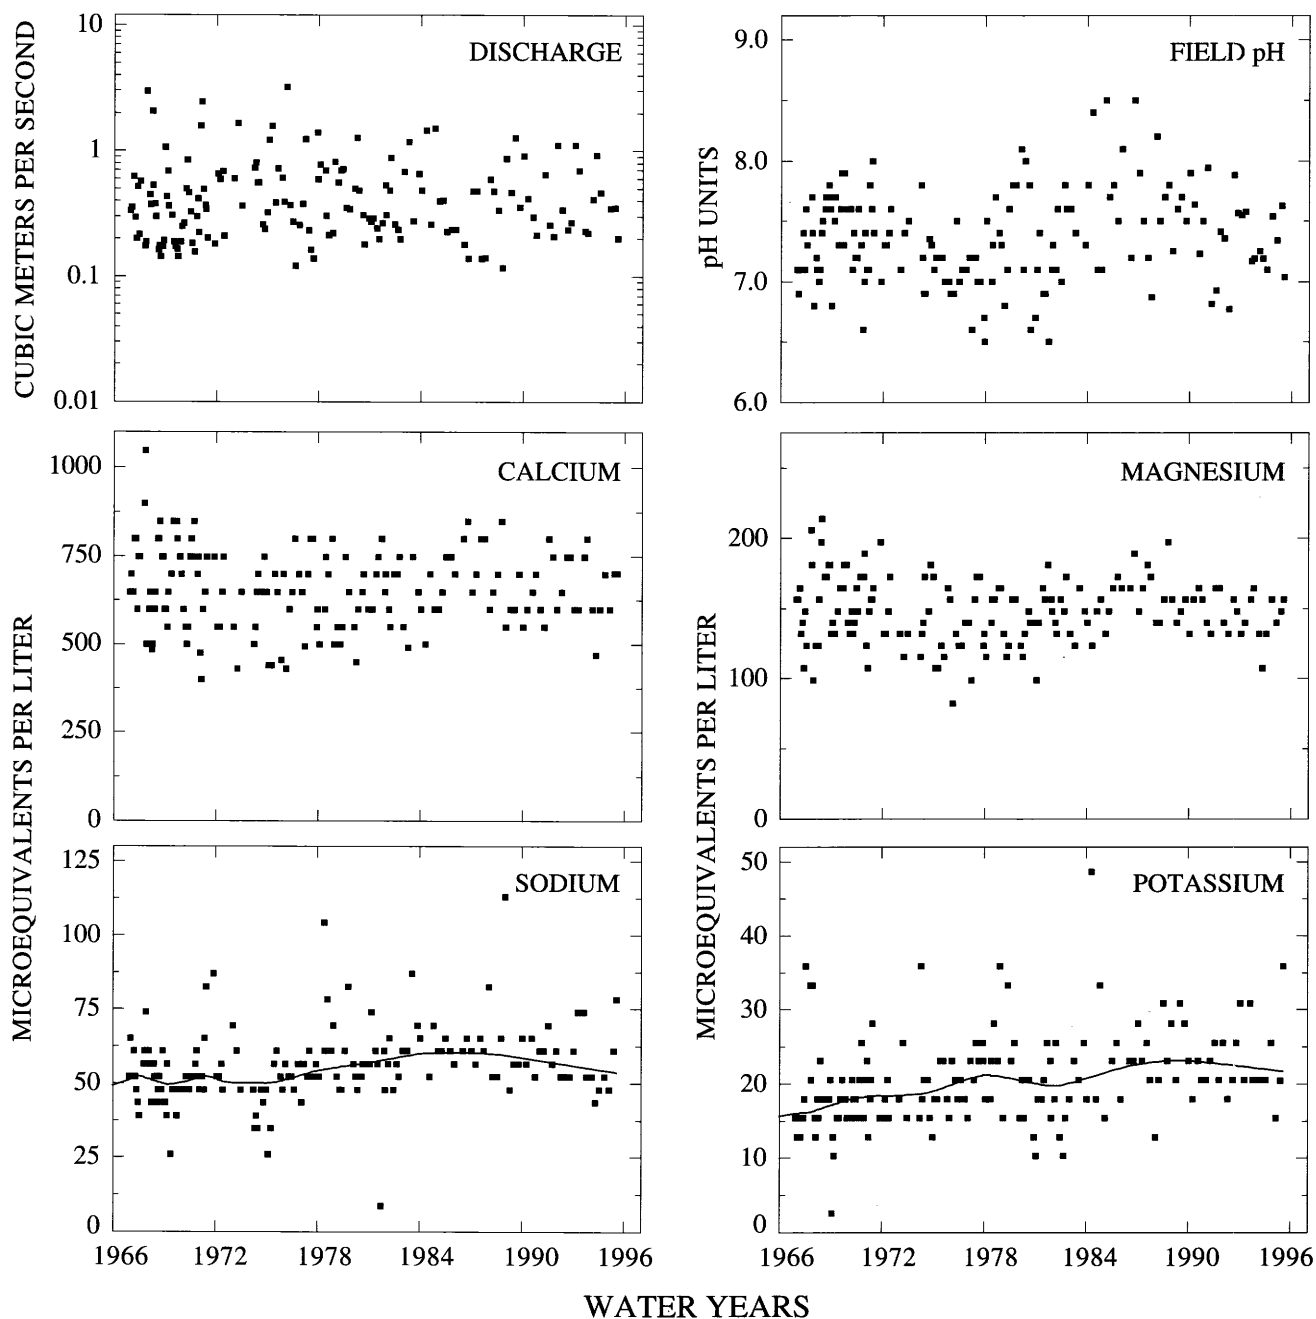 CUBIC METERS PER SECOND
10
1
0.1
0.01
DISCHARGE
pH UNITS
9.0
8.0
7.0
6.0
FIELD pH
MICROEQUIVALENTS PER LITER
1000
750
500
250
0
CALCIUM
MICROEQUIVALENTS PER LITER
200
100
0
MAGNESIUM
125
100
75
50
25
0
SODIUM
50
40
30
20
10
0
POTASSIUM
1966 1972 1978 1984 1990 1996
1966 1972 1978 1984 1990 1996
WATER YEARS